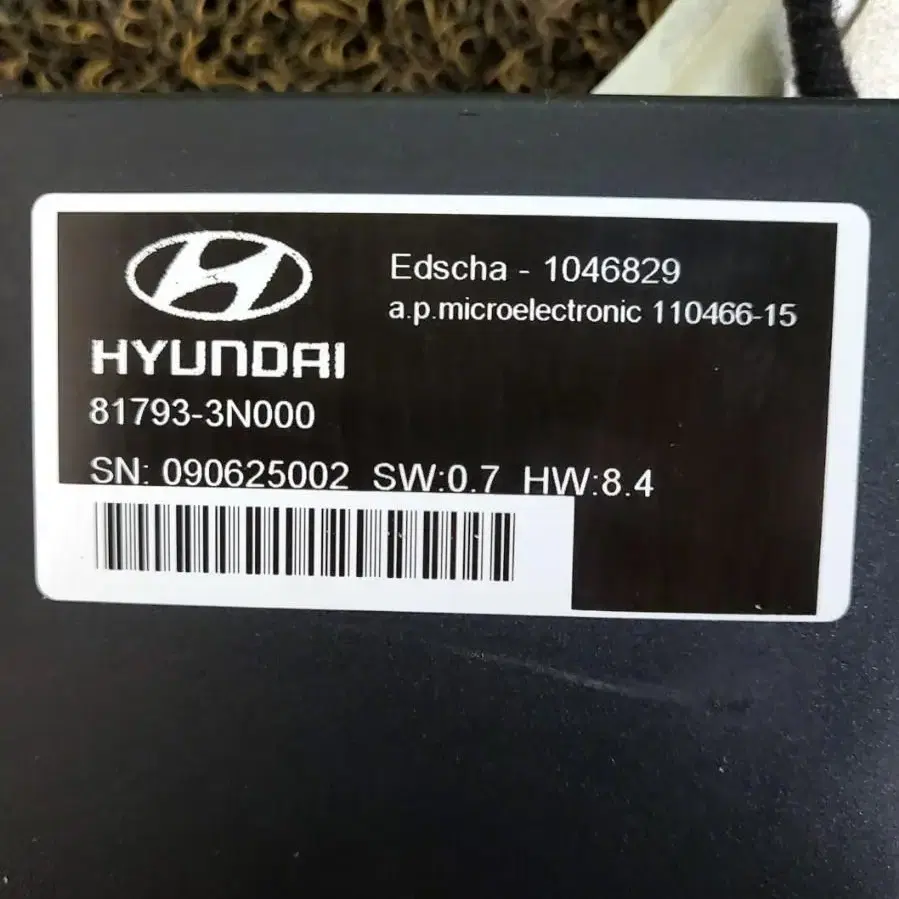 Edscha - 1046829
a.p.microelectronic 110466-15
HYUNDAI
81793-3N000
SN: 090625002 SW:0.7 HW:8.4